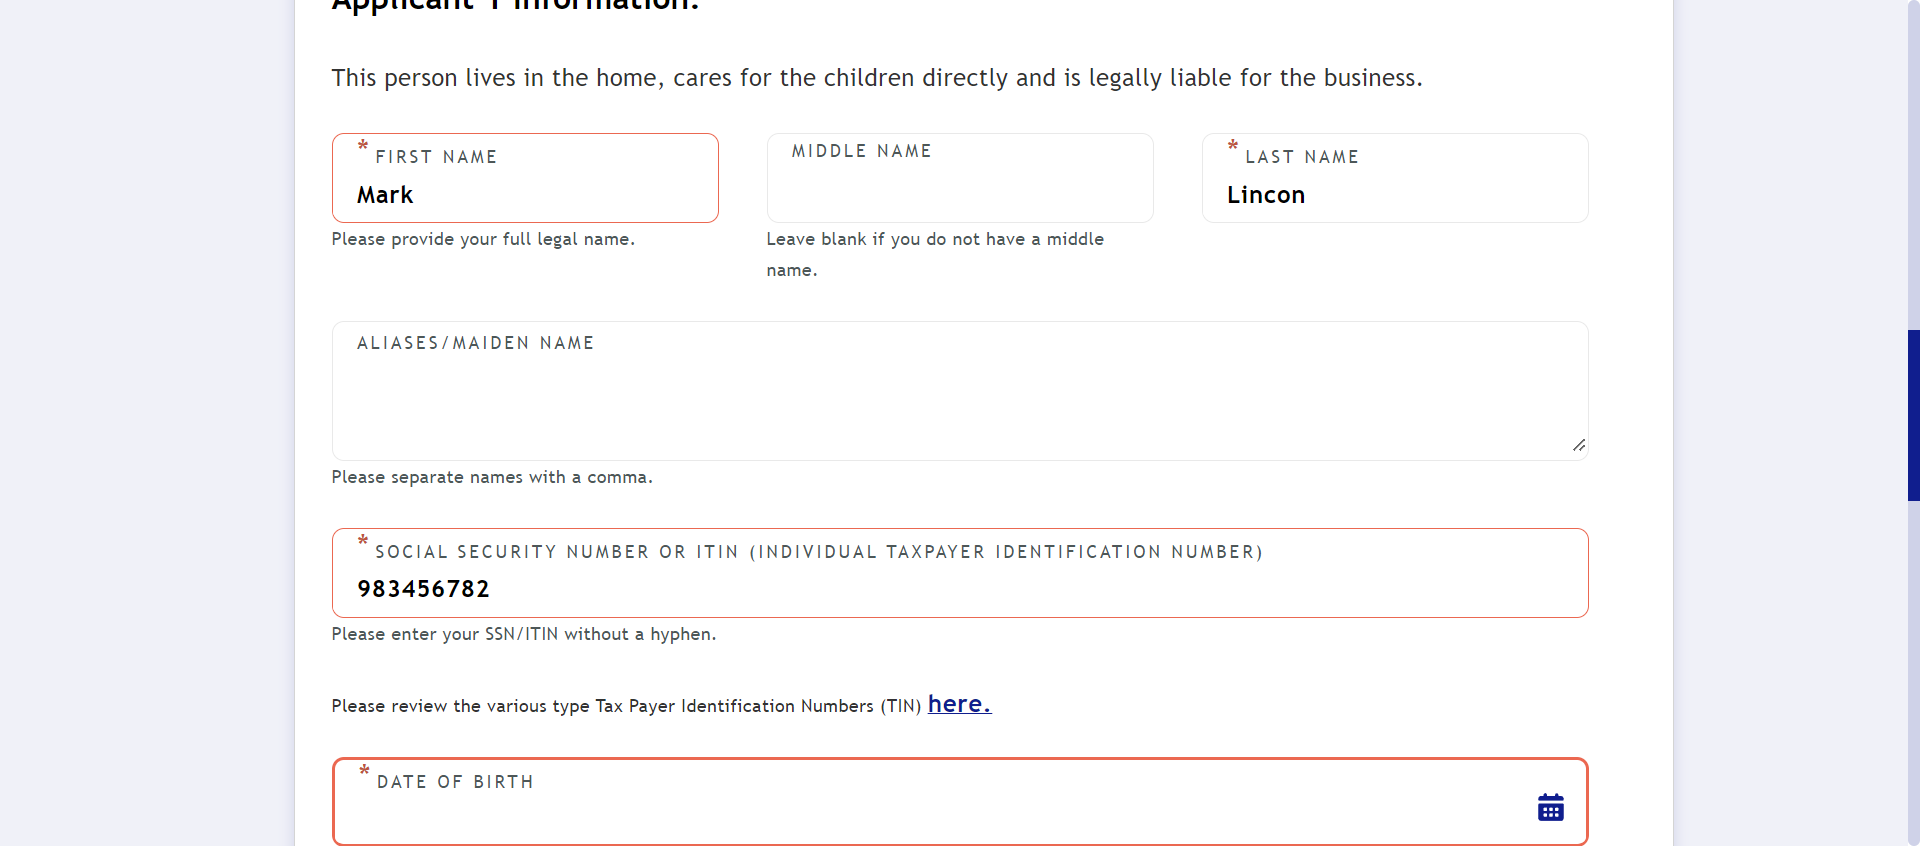 Applicant 1 Information:
This person lives in the home, cares for the children directly and is legally liable for the business.
* FIRST NAME
Mark
Please provide your full legal name.
MIDDLE NAME
Leave blank if you do not have a middle
name.
* LAST NAME
Lincon
ALIASES/MAIDEN NAME
Please separate names with a comma.
* SOCIAL SECURITY NUMBER OR ITIN (INDIVIDUAL TAXPAYER IDENTIFICATION NUMBER)
983456782
Please enter your SSN/ITIN without a hyphen.
Please review the various type Tax Payer Identification Numbers (TIN) here.
* DATE OF BIRTH